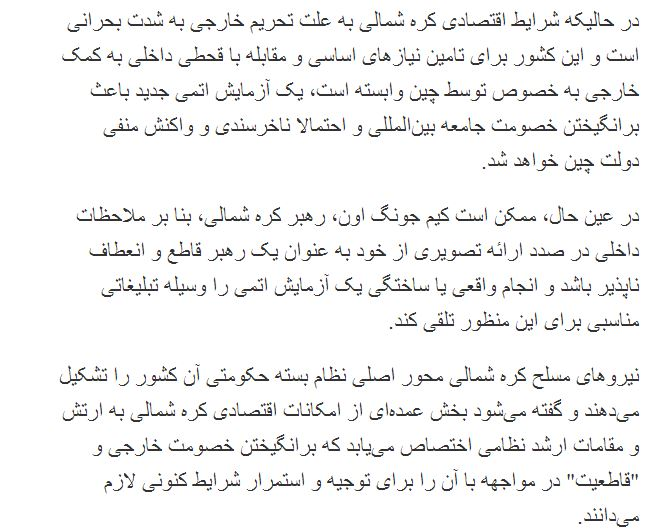 در حالیکه شرایط اقتصادی کره شمالی به علت تحریم خارجی به شدت بحرانی
است و این کشور برای تامین نیازهای اساسی و مقابله با قحطی داخلی به کمک
خارجی به خصوص توسط چین وابسته است، یک آزمایش اتمی جدید باعث
برانگیختن خصومت جامعه بین‌المللی و احتمالا ناخرسندی و واکنش منفی
دولت چین خواهد شد.
در عین حال، ممکن است کیم جونگ اون، رهبر کره شمالی، بنا بر ملاحظات
داخلی در صدد ارائه تصویری از خود به عنوان یک رهبر قاطع و انعطاف
ناپذیر باشد و انجام واقعی یا ساختگی یک آزمایش اتمی را وسیله تبلیغاتی
مناسبی برای این منظور تلقی کند.
نیروهای مسلح کره شمالی محور اصلی نظام بسته حکومتی آن کشور را تشکیل
می‌دهند و گفته می‌شود بخش عمده‌ای از امکانات اقتصادی کره شمالی به ارتش
و مقامات ارشد نظامی اختصاص می‌یابد که برانگیختن خصومت خارجی و
"قاطعیت" در مواجهه با آن را برای توجیه و استمرار شرایط کنونی لازم
می‌دانند.